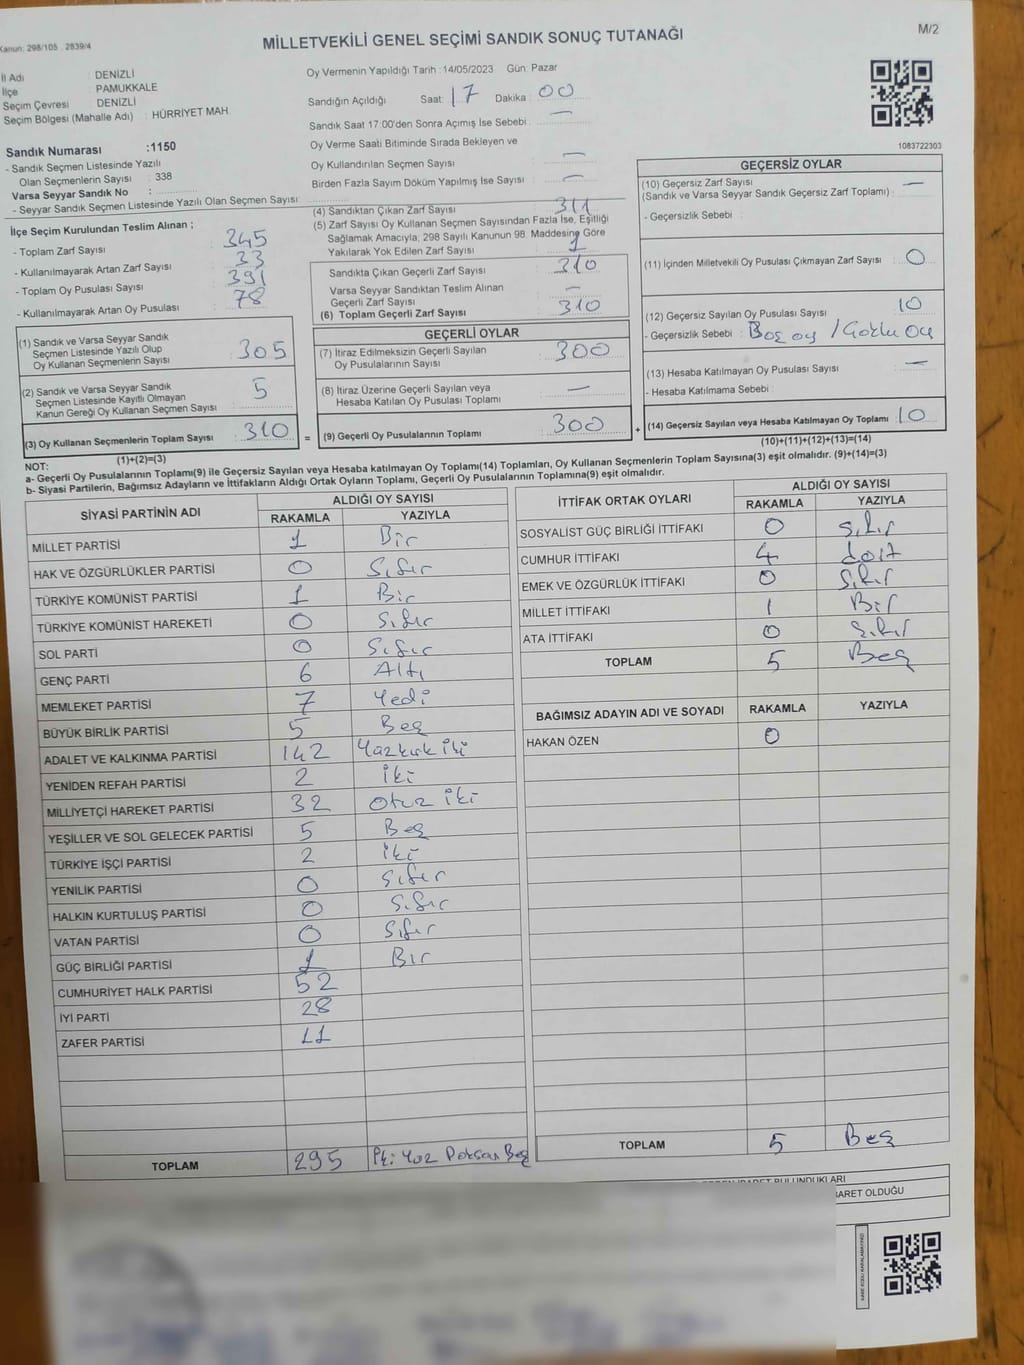 Kanun: 298/105 . 2839/4
MİLLETVEKİLİ GENEL SEÇİMİ SANDIK SONUÇ TUTANAĞI
M/2
İl Adı : DENİZLİ
İlçe : PAMUKKALE
Seçim Çevresi : DENİZLİ
Seçim Bölgesi (Mahalle Adı) : HÜRRİYET MAH.
Sandık Numarası :1150
- Sandık Seçmen Listesinde Yazılı
Olan Seçmenlerin Sayısı : 338
Varsa Seyyar Sandık No :
- Seyyar Sandık Seçmen Listesinde Yazılı Olan Seçmen Sayısı :
İlçe Seçim Kurulundan Teslim Alınan ;
- Toplam Zarf Sayısı : 345
- Kullanılmayarak Artan Zarf Sayısı : 33
- Toplam Oy Pusulası Sayısı : 391
- Kullanılmayarak Artan Oy Pusulası : 78
(1) Sandık ve Varsa Seyyar Sandık
Seçmen Listesinde Yazılı Olup
Oy Kullanan Seçmenlerin Sayısı : 305
(2) Sandık ve Varsa Seyyar Sandık
Seçmen Listesinde Kayıtlı Olmayan
Kanun Gereği Oy Kullanan Seçmen Sayısı : 5
(3) Oy Kullanan Seçmenlerin Toplam Sayısı : 310
(1)+(2)=(3)
Oy Vermenin Yapıldığı Tarih :14/05/2023 Gün: Pazar
Sandığın Açıldığı Saat: 17 Dakika : 00
Sandık Saat 17:00'den Sonra Açımış İse Sebebi : —
Oy Verme Saati Bitiminde Sırada Bekleyen ve
Oy Kullandırılan Seçmen Sayısı : —
Birden Fazla Sayım Döküm Yapılmış İse Sayısı : —
(4) Sandıktan Çıkan Zarf Sayısı : 311
(5) Zarf Sayısı Oy Kullanan Seçmen Sayısından Fazla İse, Eşitliği
Sağlamak Amacıyla, 298 Sayılı Kanunun 98. Maddesine Göre
Yakılarak Yok Edilen Zarf Sayısı : 1
Sandıkta Çıkan Geçerli Zarf Sayısı : 310
Varsa Seyyar Sandıktan Teslim Alınan
Geçerli Zarf Sayısı : —
(6) Toplam Geçerli Zarf Sayısı : 310
GEÇERLİ OYLAR
(7) İtiraz Edilmeksizin Geçerli Sayılan
Oy Pusulalarının Sayısı : 300
(8) İtiraz Üzerine Geçerli Sayılan veya
Hesaba Katılan Oy Pusulası Toplamı : —
= (9) Geçerli Oy Pusulalarının Toplamı : 300
1083722303
GEÇERSİZ OYLAR
(10) Geçersiz Zarf Sayısı : —
(Sandık ve Varsa Seyyar Sandık Geçersiz Zarf Toplamı)
- Geçersizlik Sebebi :
(11) İçinden Milletvekili Oy Pusulası Çıkmayan Zarf Sayısı : 0
(12) Geçersiz Sayılan Oy Pusulası Sayısı : 10
- Geçersizlik Sebebi : Boş oy /
(13) Hesaba Katılmayan Oy Pusulası Sayısı : —
- Hesaba Katılmama Sebebi :
+ (14) Geçersiz Sayılan veya Hesaba Katılmayan Oy Toplamı : 10
(10)+(11)+(12)+(13)=(14)
NOT:
a- Geçerli Oy Pusulalarının Toplamı(9) ile Geçersiz Sayılan veya Hesaba katılmayan Oy Toplamı(14) Toplamları, Oy Kullanan Seçmenlerin Toplam Sayısına(3) eşit olmalıdır. (9)+(14)=(3)
b- Siyasi Partilerin, Bağımsız Adayların ve İttifakların Aldığı Ortak Oyların Toplamı, Geçerli Oy Pusulalarının Toplamına(9) eşit olmalıdır.
SİYASİ PARTİNİN ADI ALDIĞI OY SAYISI
RAKAMLA YAZIYLA
MİLLET PARTİSİ 1 Bir
HAK VE ÖZGÜRLÜKLER PARTİSİ 0 Sıfır
TÜRKİYE KOMÜNİST PARTİSİ 1 Bir
TÜRKİYE KOMÜNİST HAREKETİ 0 Sıfır
SOL PARTİ 0 Sıfır
GENÇ PARTİ 6 Altı
MEMLEKET PARTİSİ 7 Yedi
BÜYÜK BİRLİK PARTİSİ 5 Beş
ADALET VE KALKINMA PARTİSİ 142 Yüzkırk iki
YENİDEN REFAH PARTİSİ 2 iki
MİLLİYETÇİ HAREKET PARTİSİ 32 otuz iki
YEŞİLLER VE SOL GELECEK PARTİSİ 5 Beş
TÜRKİYE İŞÇİ PARTİSİ 2 iki
YENİLİK PARTİSİ 0 sıfır
HALKIN KURTULUŞ PARTİSİ 0 sıfır
VATAN PARTİSİ 0 Sıfır
GÜÇ BİRLİĞİ PARTİSİ 1 Bir
CUMHURİYET HALK PARTİSİ 52
İYİ PARTİ 28
ZAFER PARTİSİ 11
TOPLAM 295 İki Yüz Doksan Beş
İTTİFAK ORTAK OYLARI ALDIĞI OY SAYISI
RAKAMLA YAZIYLA
SOSYALİST GÜÇ BİRLİĞİ İTTİFAKI 0 sıfır
CUMHUR İTTİFAKI 4 dört
EMEK VE ÖZGÜRLÜK İTTİFAKI 0 sıfır
MİLLET İTTİFAKI 1 Bir
ATA İTTİFAKI 0 sıfır
TOPLAM 5 Beş
BAĞIMSIZ ADAYIN ADI VE SOYADI RAKAMLA YAZIYLA
HAKAN ÖZEN 0
TOPLAM 5 Beş
BULUNDUKLARI
İBARET OLDUĞU